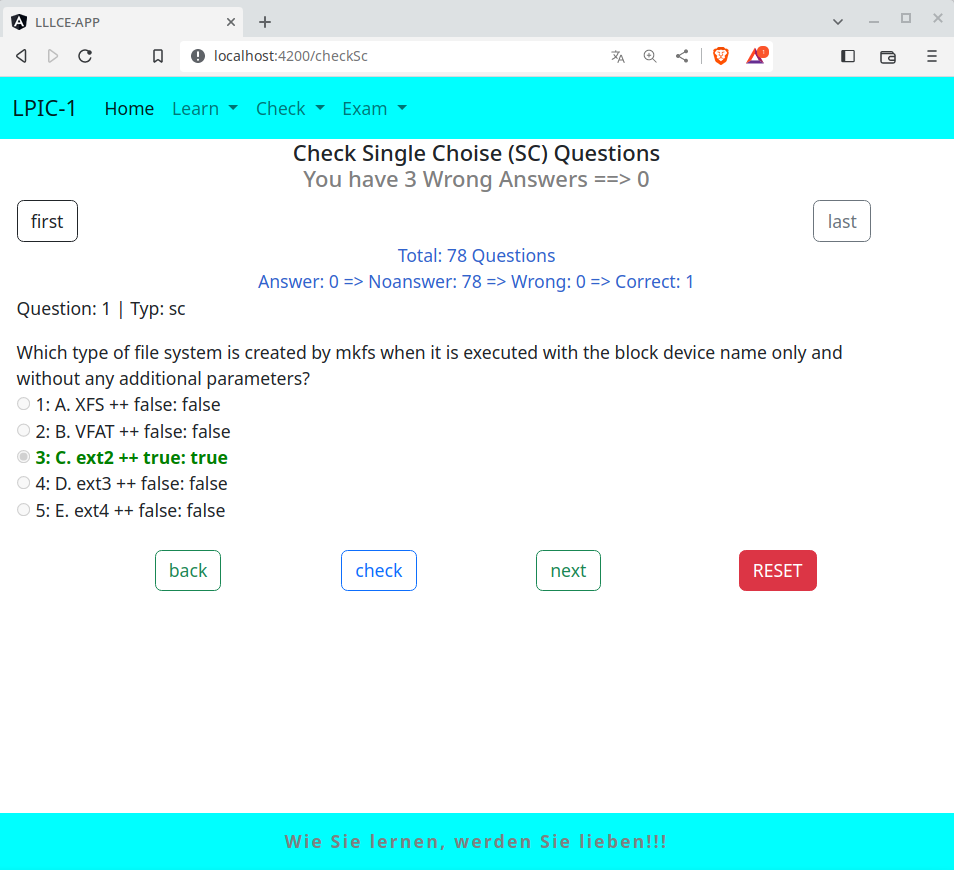 LLLCE-APP
localhost:4200/checkSc
LPIC-1 Home Learn Check Exam
Check Single Choise (SC) Questions
You have 3 Wrong Answers ==> 0
first last
Total: 78 Questions
Answer: 0 => Noanswer: 78 => Wrong: 0 => Correct: 1
Question: 1 | Typ: sc
Which type of file system is created by mkfs when it is executed with the block device name only and
without any additional parameters?
1: A. XFS ++ false: false
2: B. VFAT ++ false: false
3: C. ext2 ++ true: true
4: D. ext3 ++ false: false
5: E. ext4 ++ false: false
back check next RESET
Wie Sie lernen, werden Sie lieben!!!